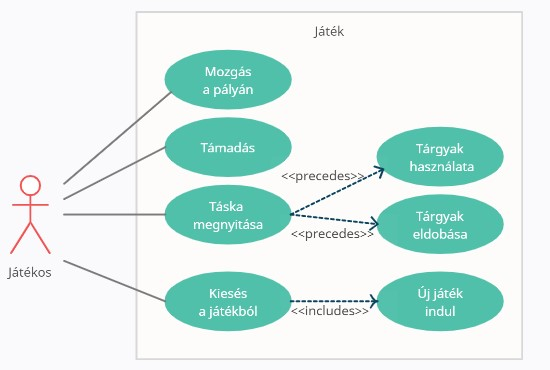 Játék
Mozgás
a pályán
Támadás
Tárgyak
használata
<<precedes>>
Táska
megnyitása
Tárgyak
eldobása
<<precedes>>
Játékos
Kiesés
a játékból
Új játék
indul
<<includes>>